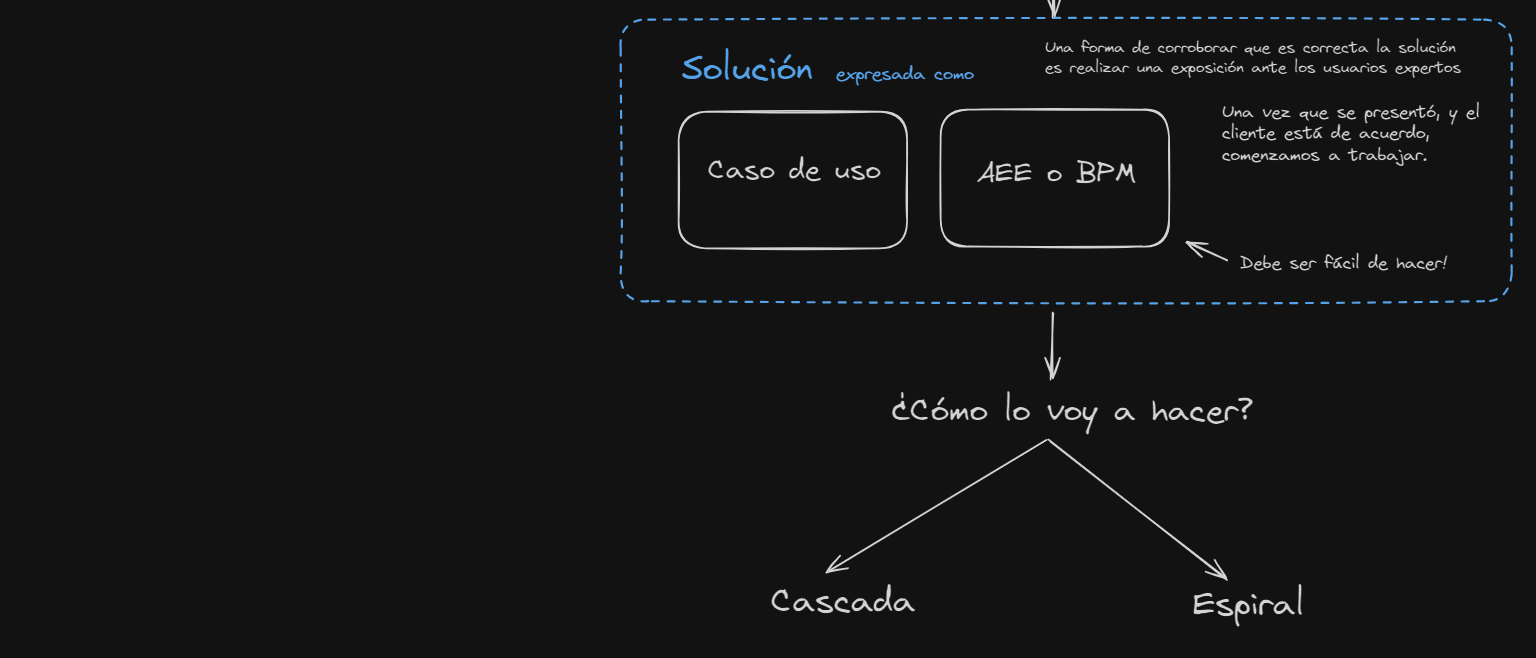 Solución expresada como
Una forma de corroborar que es correcta la solución
es realizar una exposición ante los usuarios expertos
Caso de uso
AEE o BPM
Una vez que se presentó, y el
cliente está de acuerdo,
comenzamos a trabajar.
Debe ser fácil de hacer!
¿Cómo lo voy a hacer?
Cascada
Espiral